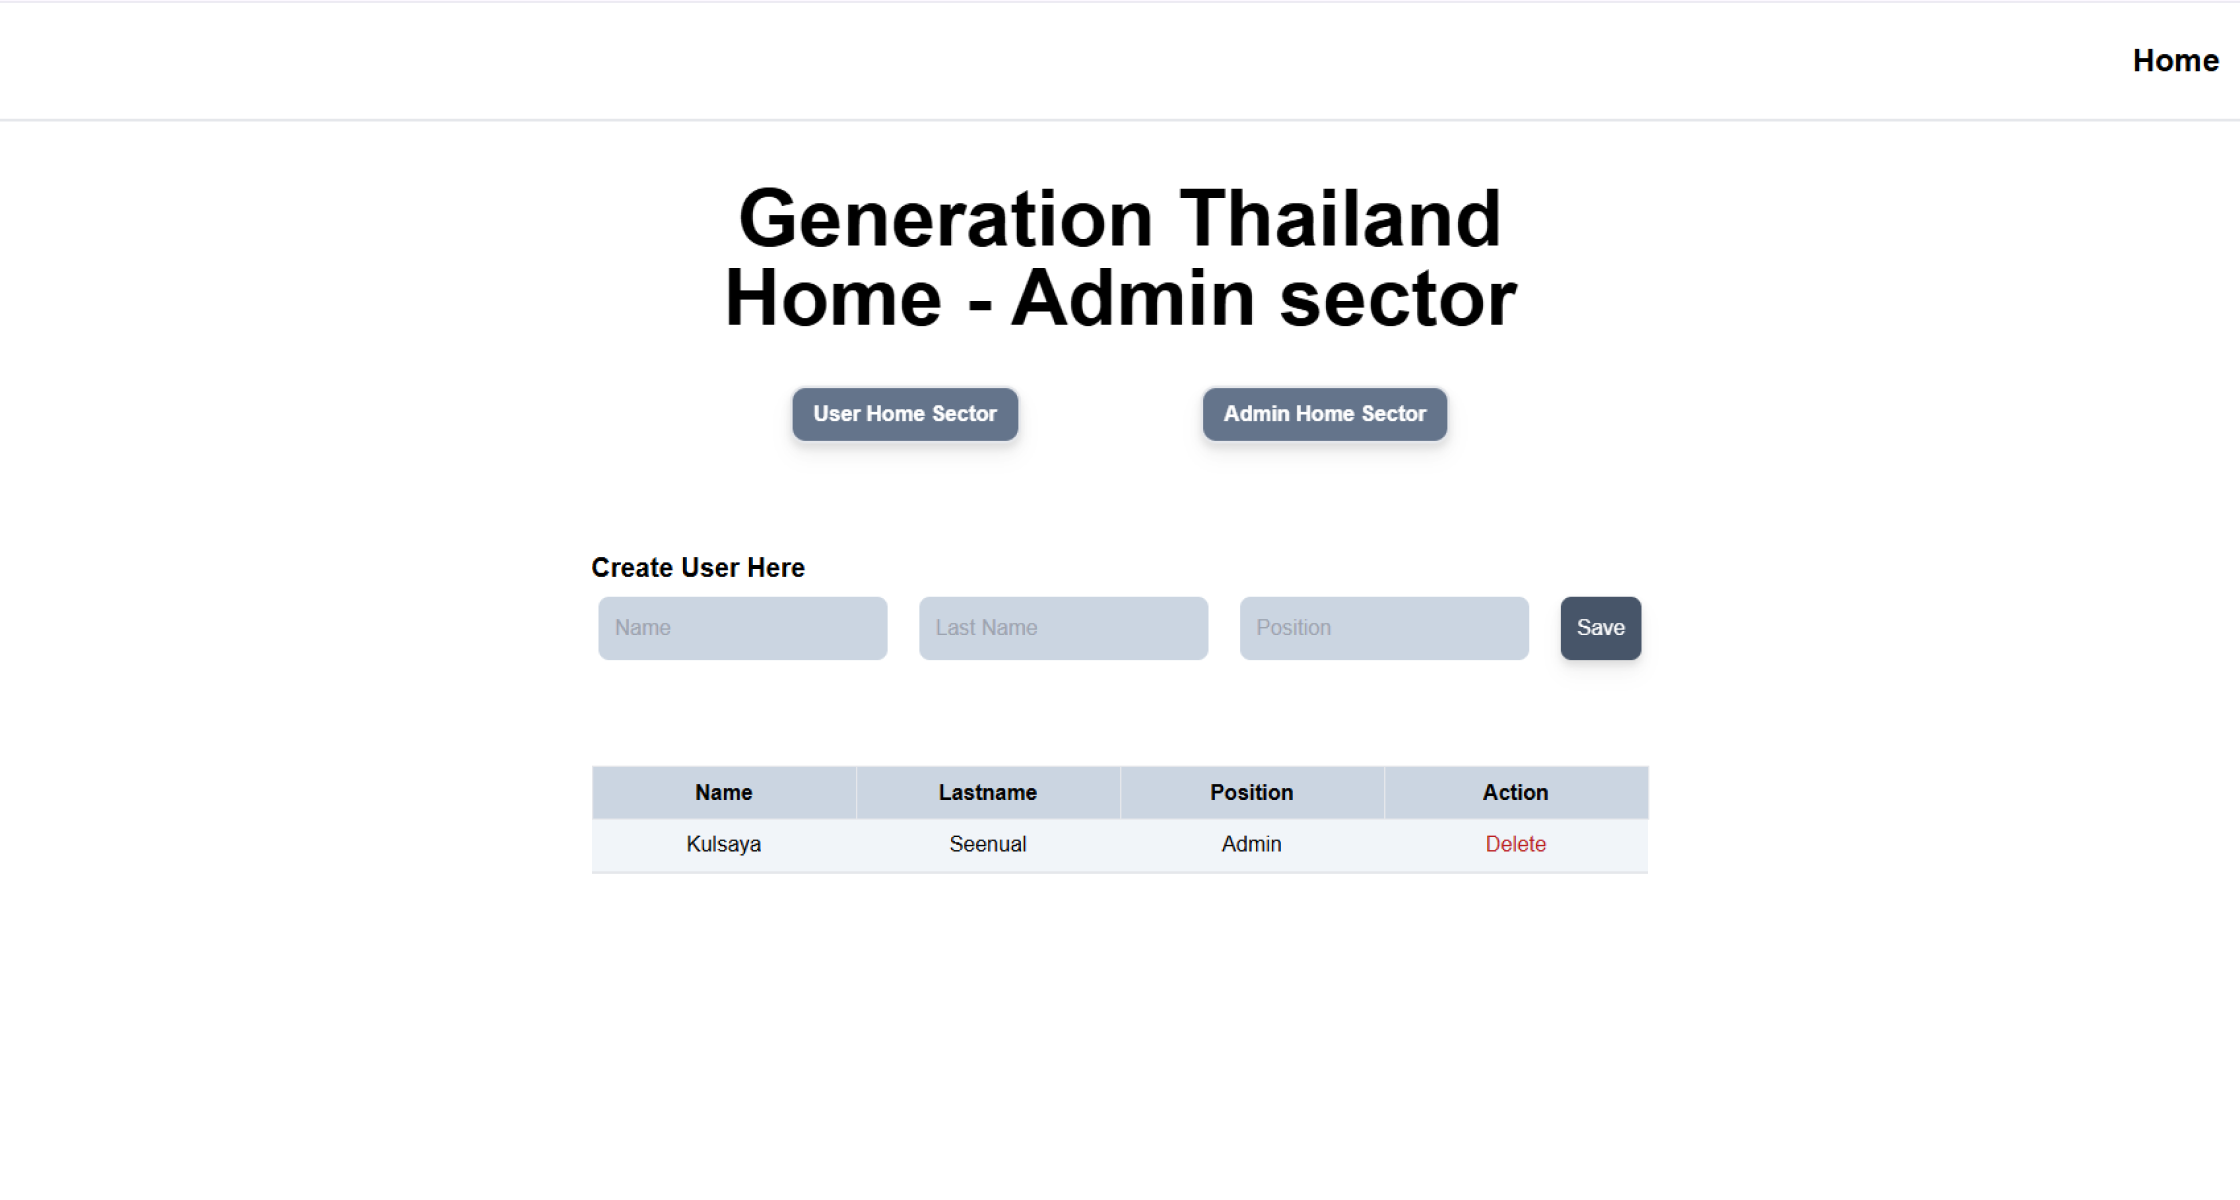 Home
Generation Thailand
Home - Admin sector
User Home Sector
Admin Home Sector
Create User Here
Name
Last Name
Position
Save
Name Lastname Position Action
Kulsaya Seenual Admin Delete